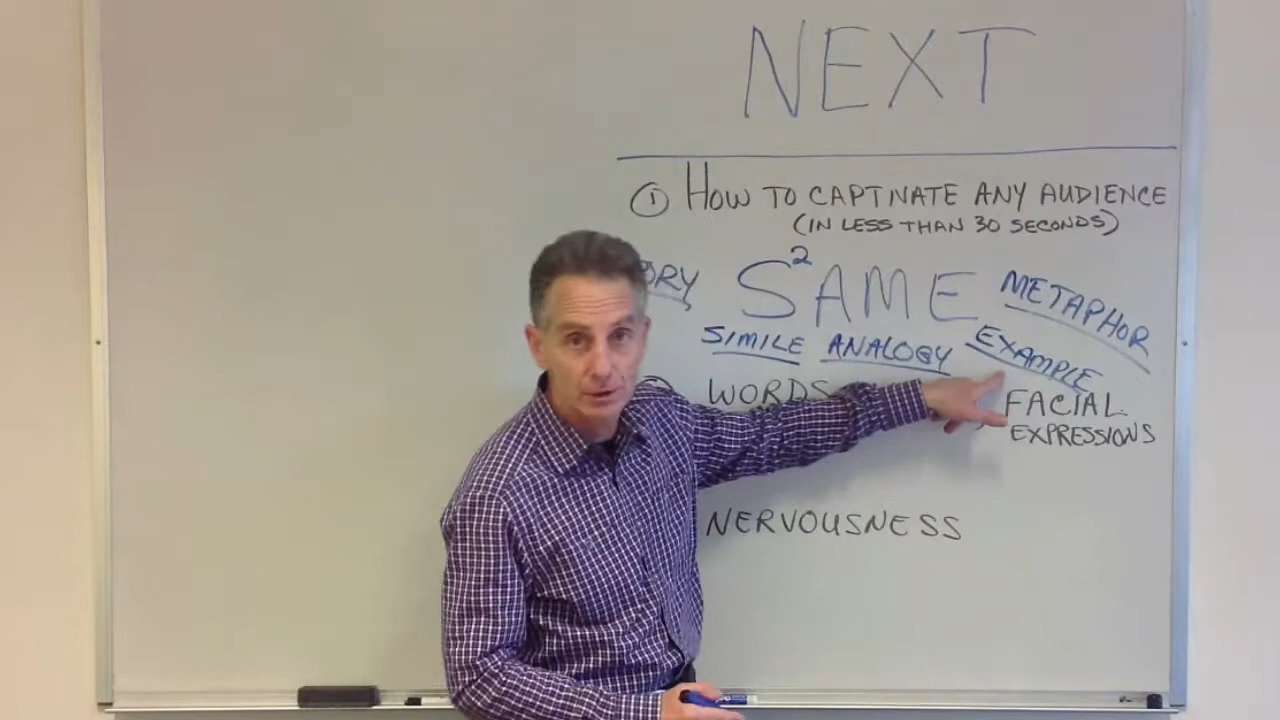 NEXT
① HOW TO CAPTIVATE ANY AUDIENCE
(IN LESS THAN 30 SECONDS)
ORY S²AME METAPHOR
SIMILE ANALOGY EXAMPLE
WORDS FACIAL
EXPRESSIONS
NERVOUSNESS